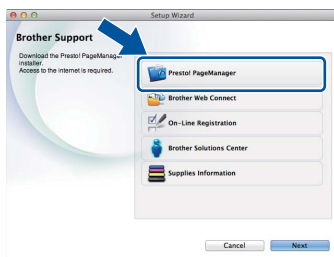 Setup Wizard
Brother Support
Download the Presto! PageManager
installer.
Access to the internet is required.
Presto! PageManager
Brother Web Connect
On-Line Registration
Brother Solutions Center
Supplies Information
Cancel
Next